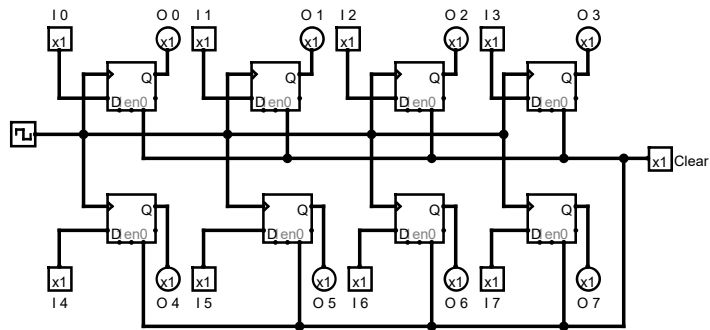 I 0 O 0 I 1 O 1 I 2 O 2 I 3 O 3
x1 x1 x1 x1 x1 x1 x1 x1
Q Q Q Q
D en0 D en0 D en0 D en0
x1 Clear
Q Q Q Q
D en0 D en0 D en0 D en0
x1 x1 x1 x1 x1 x1 x1 x1
I 4 O 4 I 5 O 5 I 6 O 6 I 7 O 7